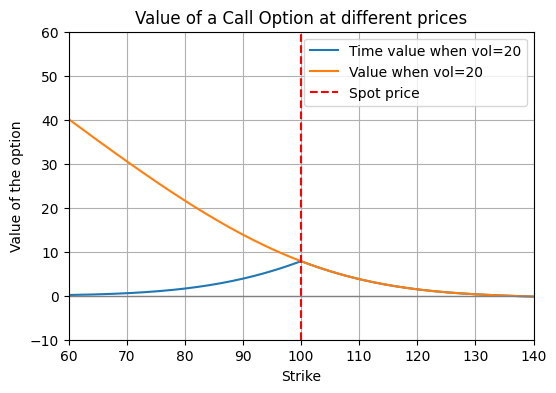 Value of a Call Option at different prices
Time value when vol=20
Value when vol=20
Spot price
Value of the option
60
50
40
30
20
10
0
−10
60 70 80 90 100 110 120 130 140
Strike